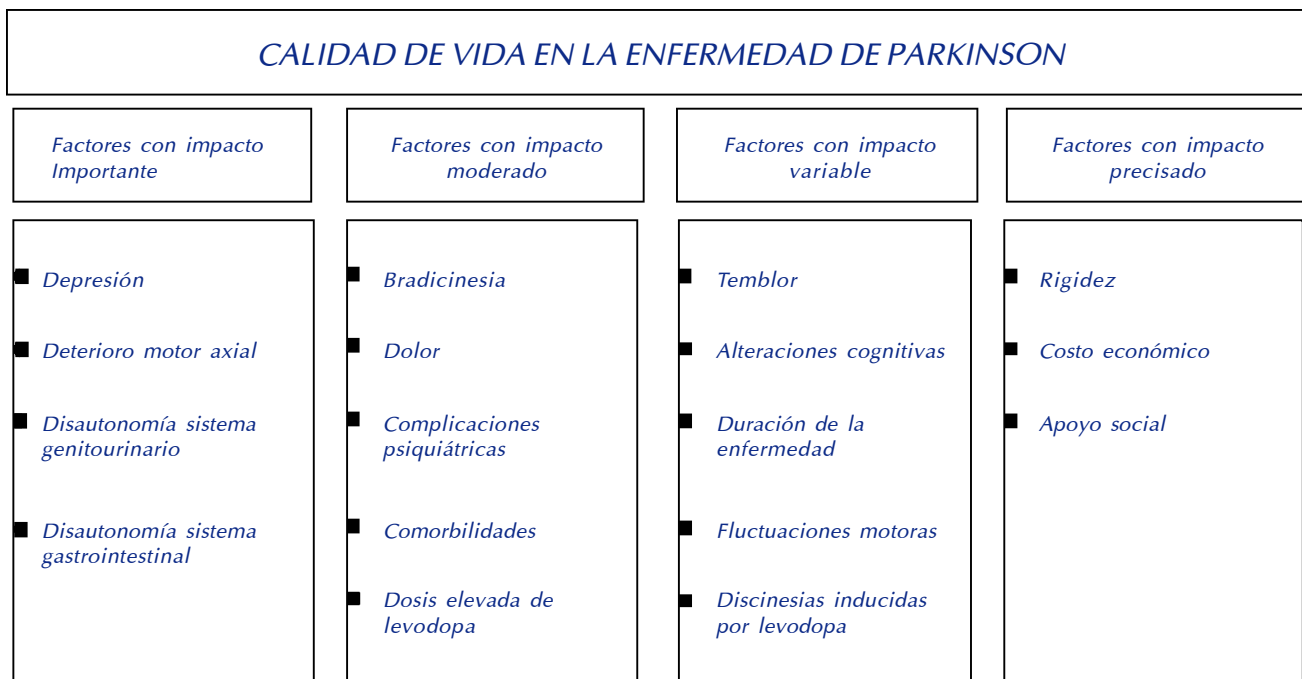 CALIDAD DE VIDA EN LA ENFERMEDAD DE PARKINSON
Factores con impacto
Importante
Factores con impacto
moderado
Factores con impacto
variable
Factores con impacto
precisado
Depresión
Deterioro motor axial
Disautonomía sistema
genitourinario
Disautonomía sistema
gastrointestinal
Bradicinesia
Dolor
Complicaciones
psiquiátricas
Comorbilidades
Dosis elevada de
levodopa
Temblor
Alteraciones cognitivas
Duración de la
enfermedad
Fluctuaciones motoras
Discinesias inducidas
por levodopa
Rigidez
Costo económico
Apoyo social